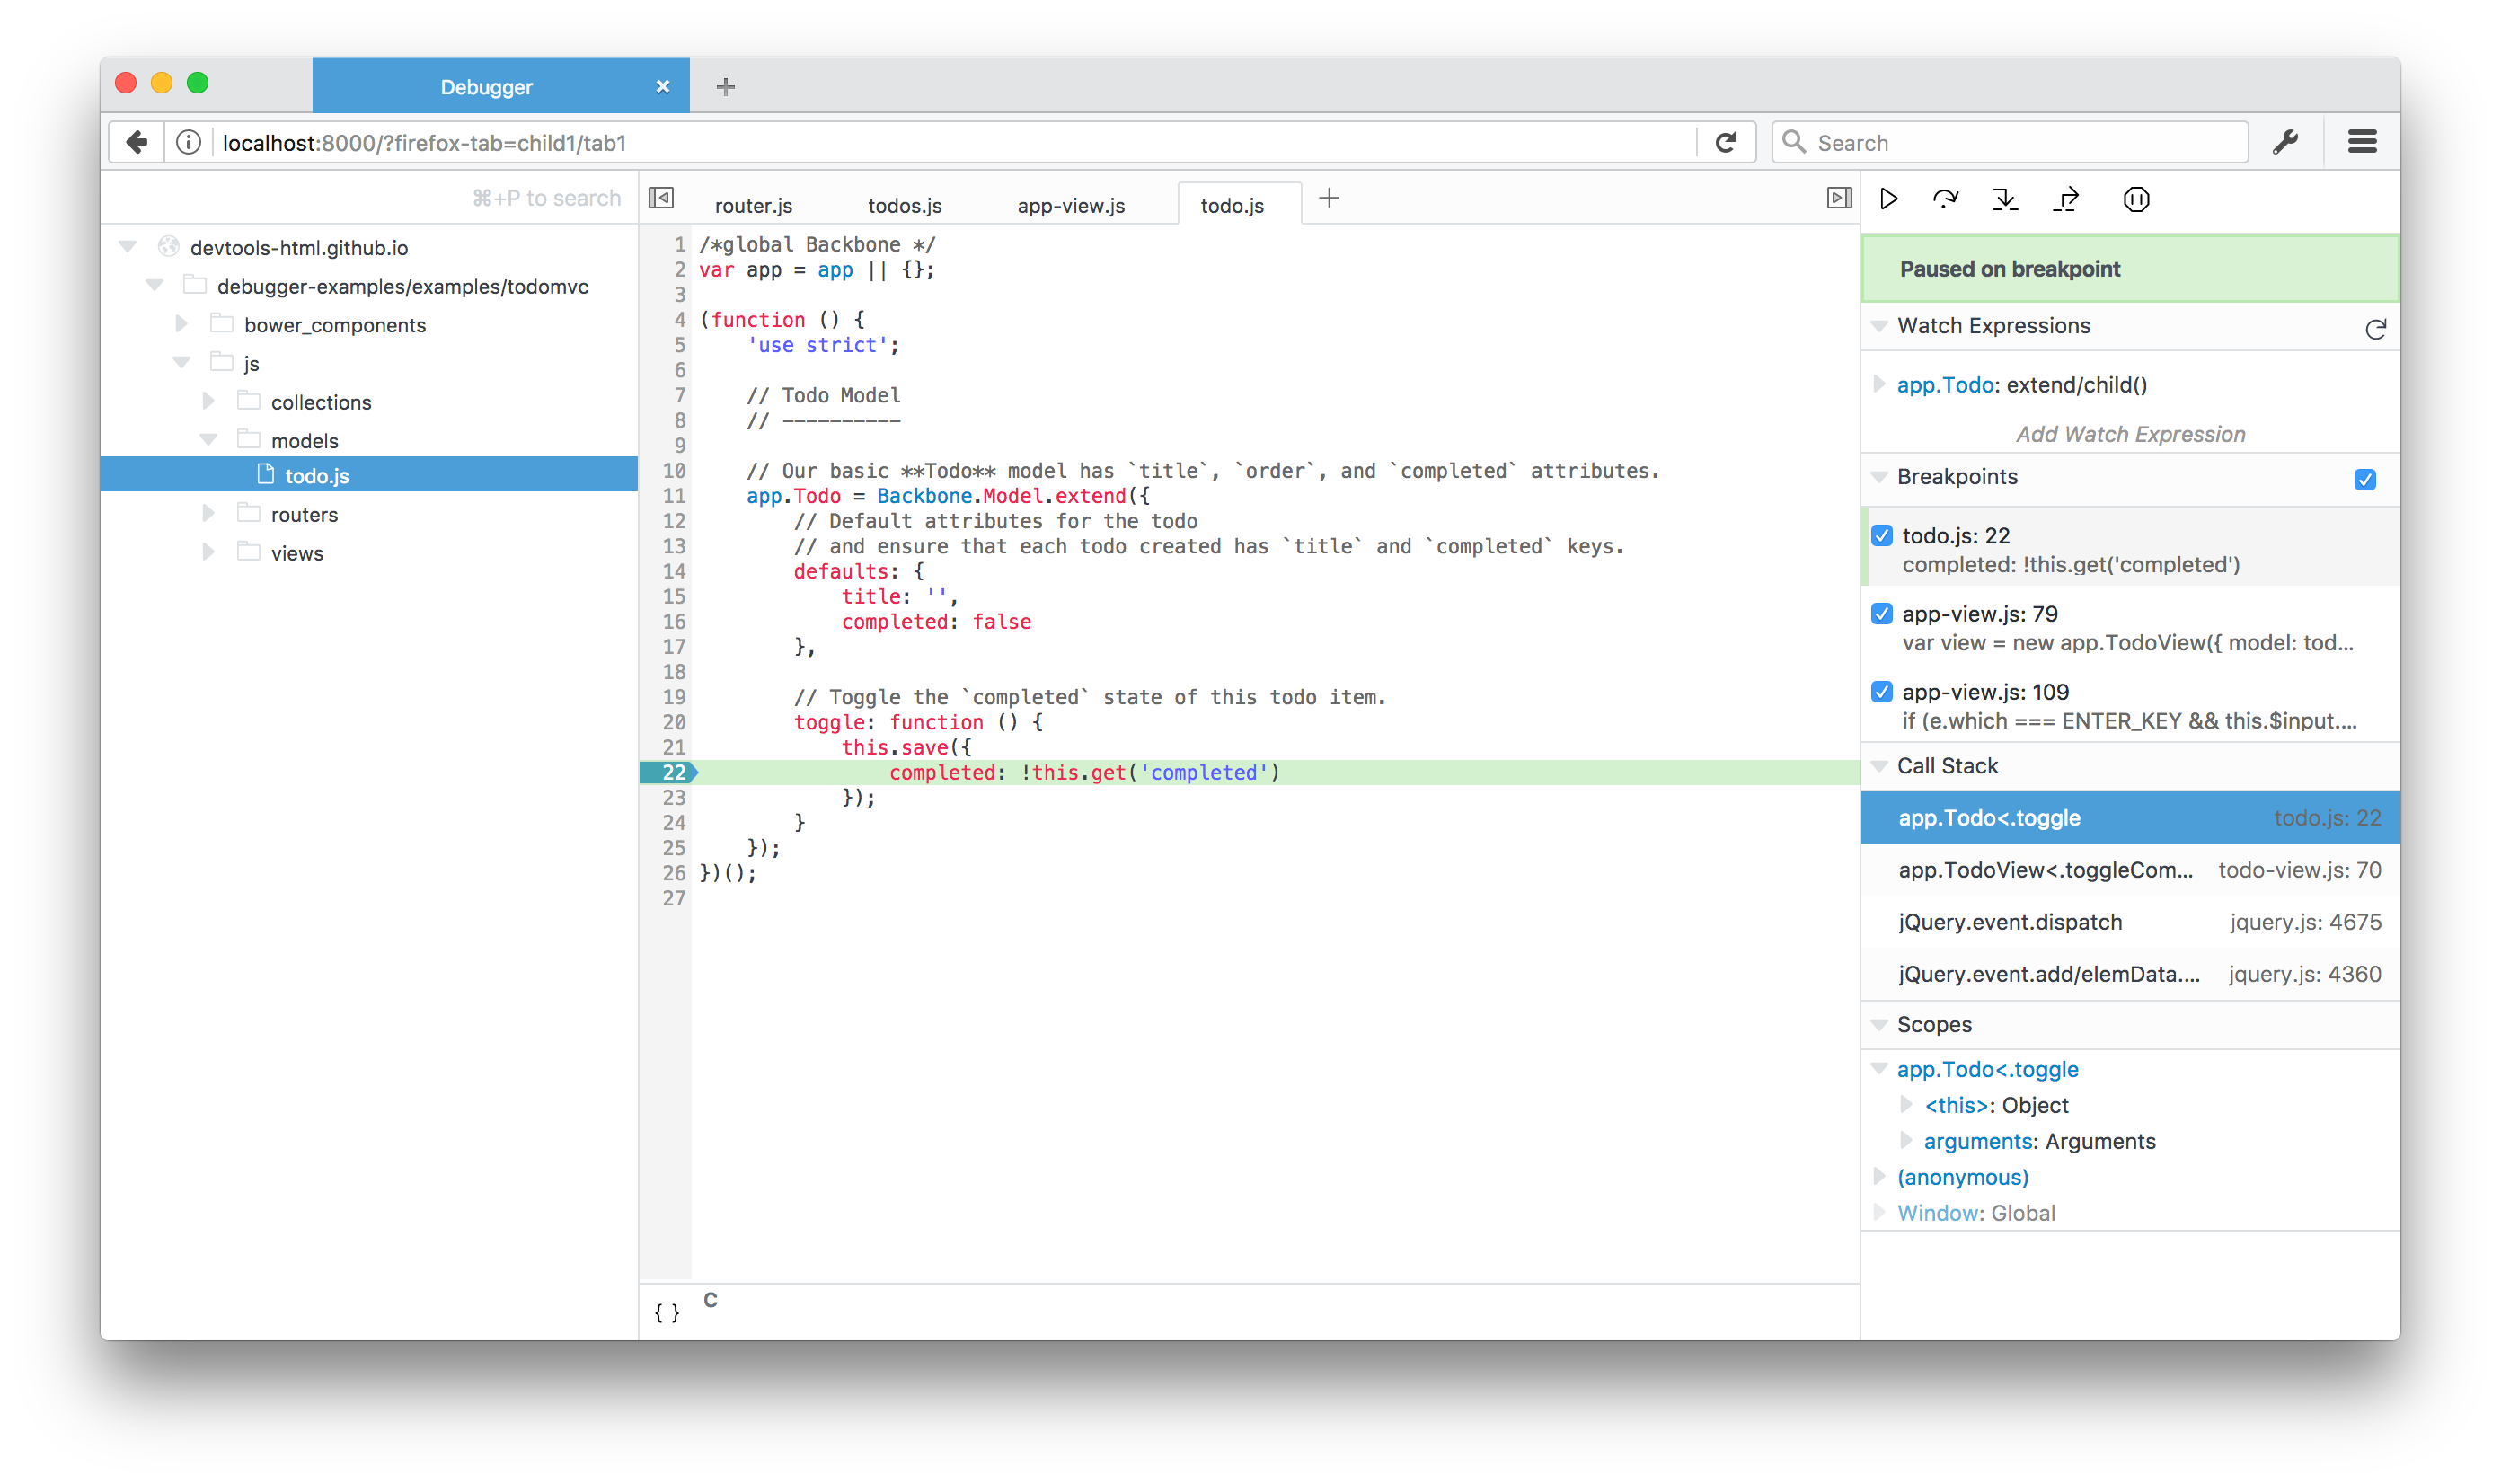 Debugger
localhost:8000/?firefox-tab=child1/tab1
Search
⌘+P to search
devtools-html.github.io
debugger-examples/examples/todomvc
bower_components
js
collections
models
todo.js
routers
views
router.js todos.js app-view.js todo.js
1 /*global Backbone */
2 var app = app || {};
3
4 (function () {
5     'use strict';
6
7     // Todo Model
8     // ----------
9
10     // Our basic **Todo** model has `title`, `order`, and `completed` attributes.
11     app.Todo = Backbone.Model.extend({
12         // Default attributes for the todo
13         // and ensure that each todo created has `title` and `completed` keys.
14         defaults: {
15             title: '',
16             completed: false
17         },
18
19         // Toggle the `completed` state of this todo item.
20         toggle: function () {
21             this.save({
22                 completed: !this.get('completed')
23             });
24         }
25     });
26 })();
27
{ } C
Paused on breakpoint
Watch Expressions
app.Todo: extend/child()
Add Watch Expression
Breakpoints
todo.js: 22
completed: !this.get('completed')
app-view.js: 79
var view = new app.TodoView({ model: tod...
app-view.js: 109
if (e.which === ENTER_KEY && this.$input....
Call Stack
app.Todo<.toggle todo.js: 22
app.TodoView<.toggleCom... todo-view.js: 70
jQuery.event.dispatch jquery.js: 4675
jQuery.event.add/elemData.... jquery.js: 4360
Scopes
app.Todo<.toggle
<this>: Object
arguments: Arguments
(anonymous)
Window: Global